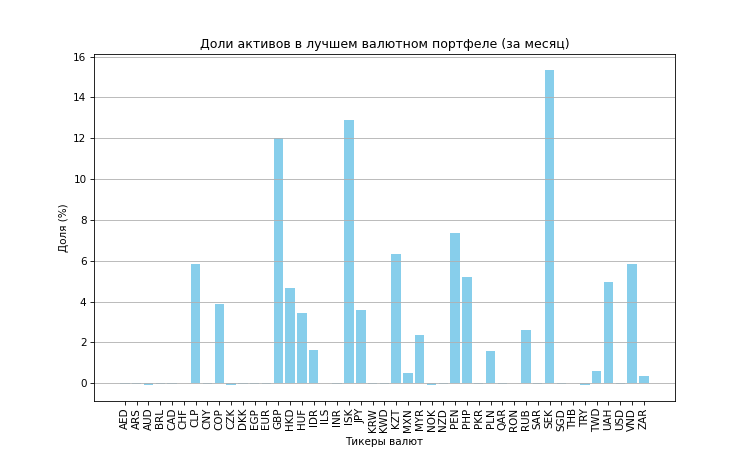 Доли активов в лучшем валютном портфеле (за месяц)
16
14
12
10
8
6
4
2
0
Доля (%)
AED ARS AUD BRL CAD CHF CLP CNY COP CZK DKK EGP EUR GBP HKD HUF IDR ILS INR ISK JPY KRW KWD KZT MXN MYR NOK NZD PEN PHP PKR PLN QAR RON RUB SAR SEK SGD THB TRY TWD UAH USD VND ZAR
Тикеры валют